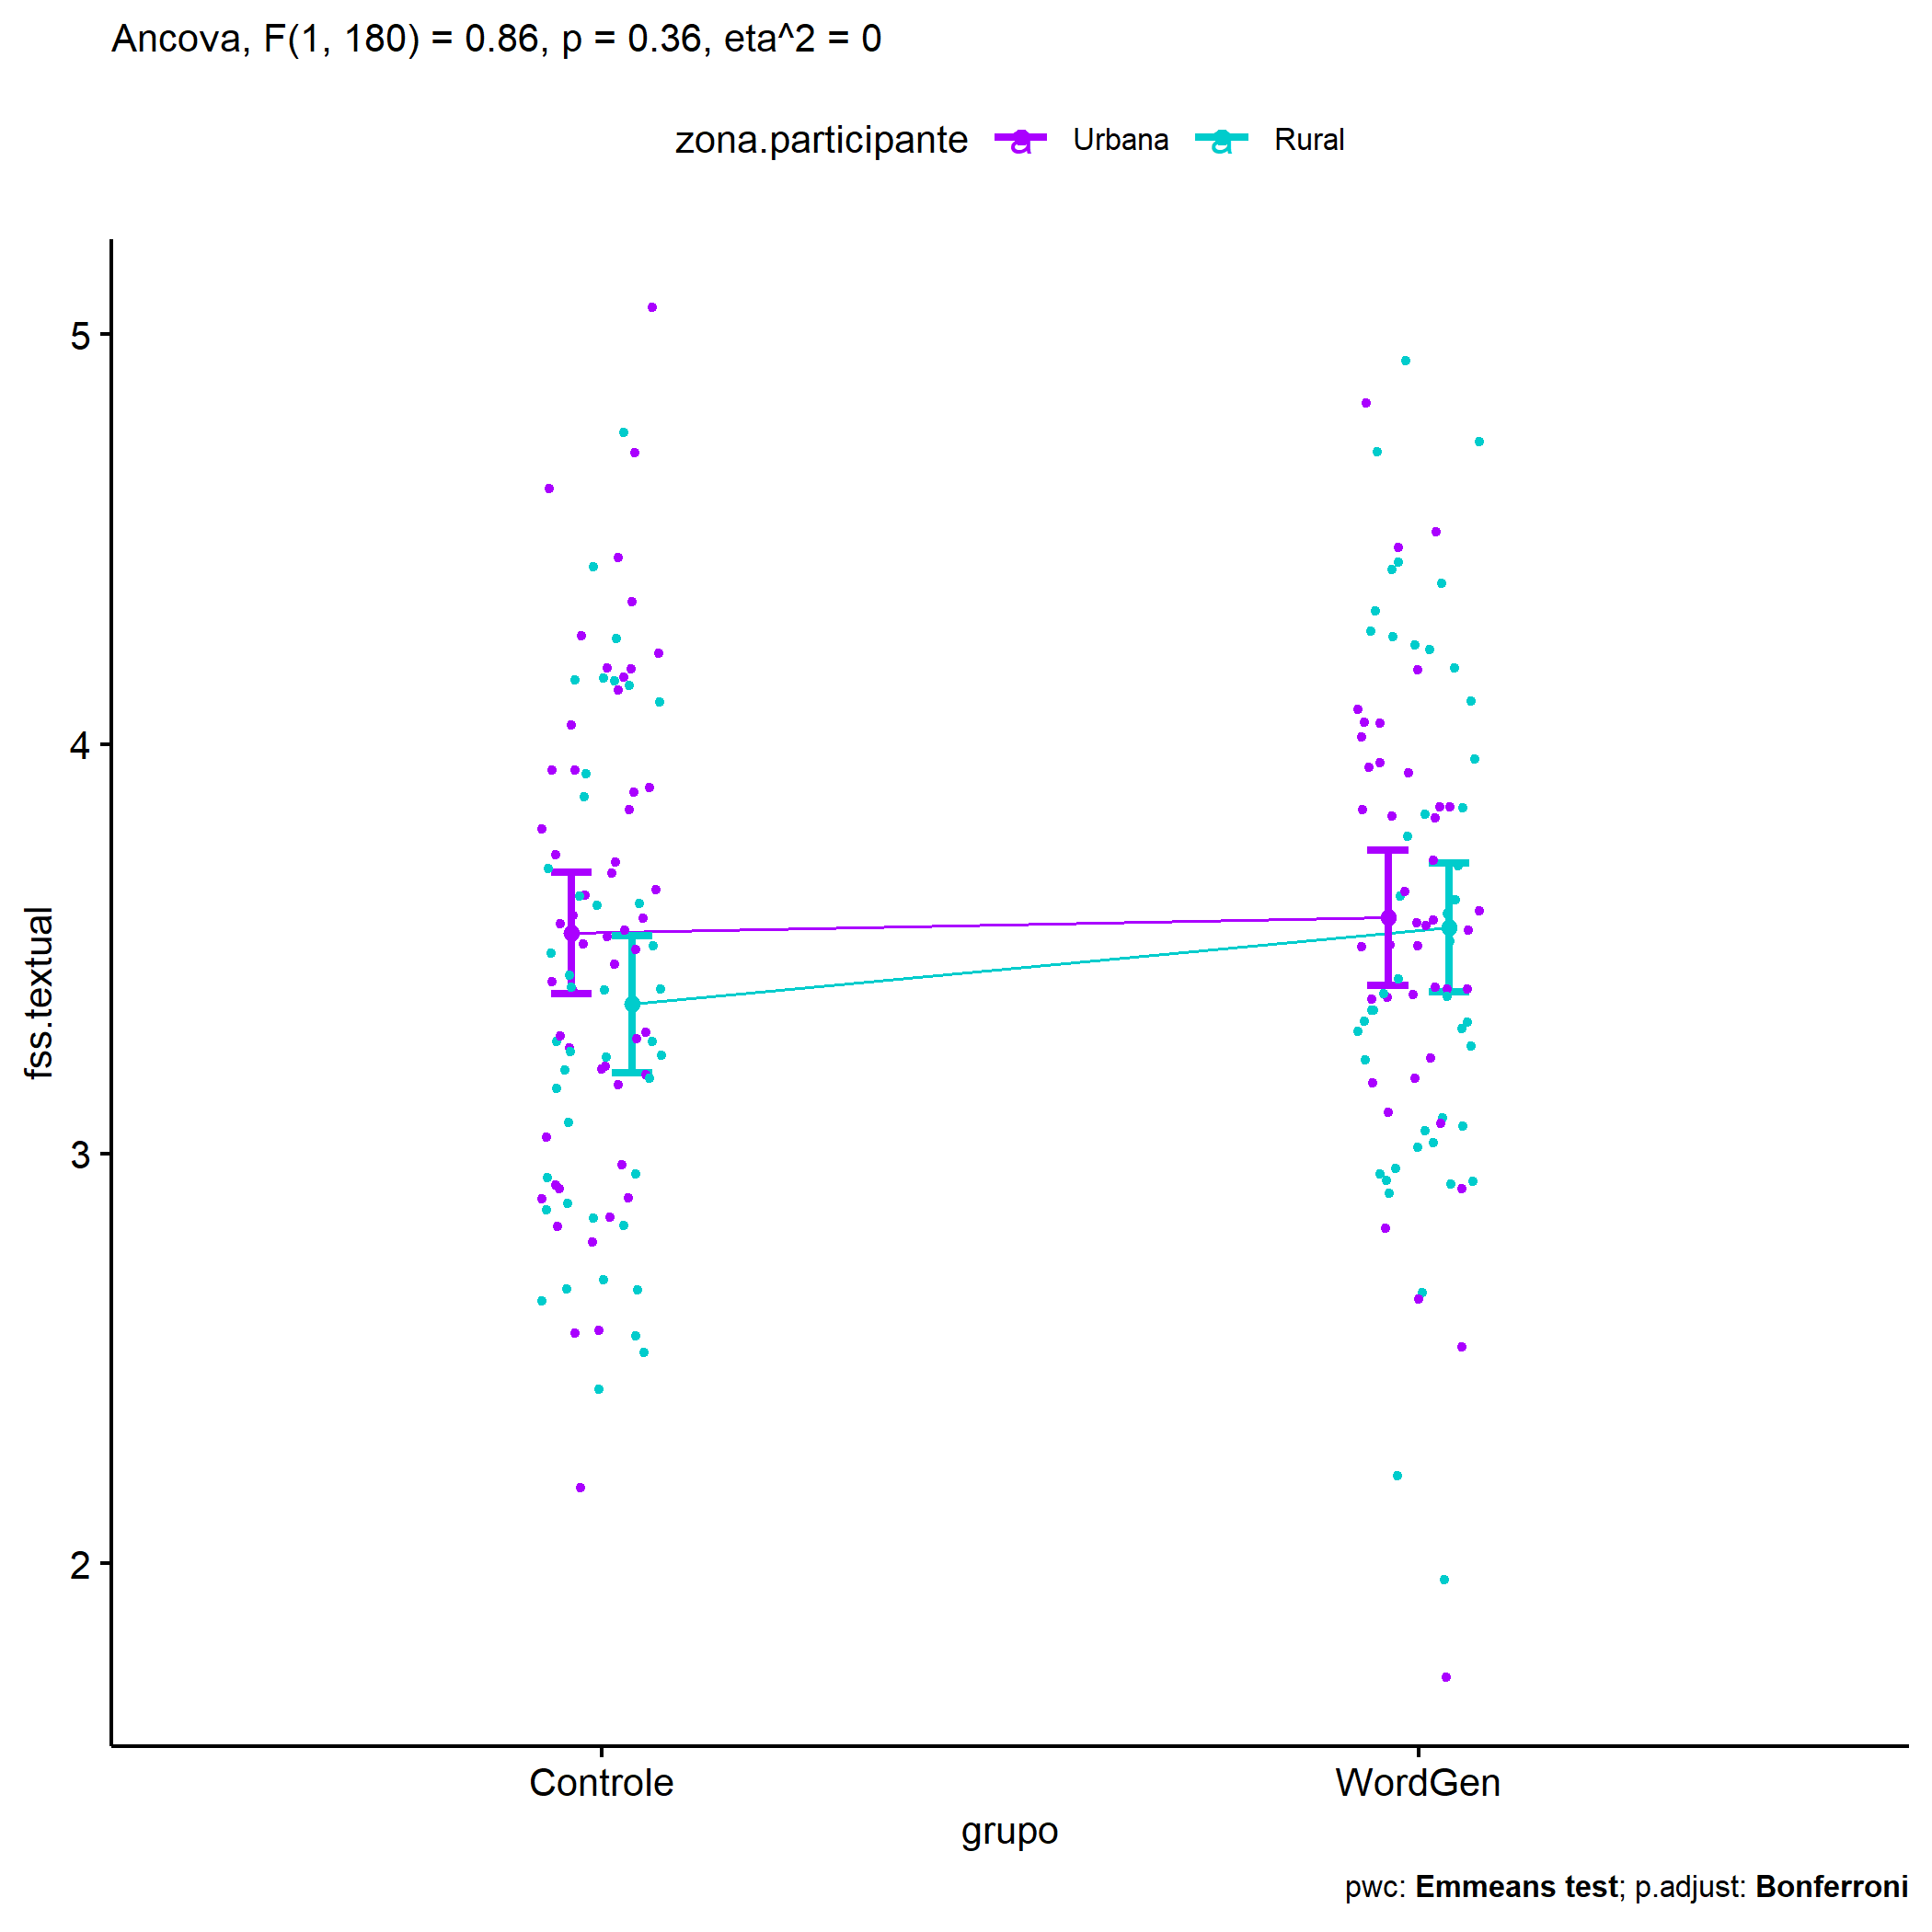 Ancova, F(1, 180) = 0.86, p = 0.36, eta^2 = 0
zona.participante a Urbana a Rural
5
4
3
2
fss.textual
Controle WordGen
grupo
pwc: Emmeans test; p.adjust: Bonferroni